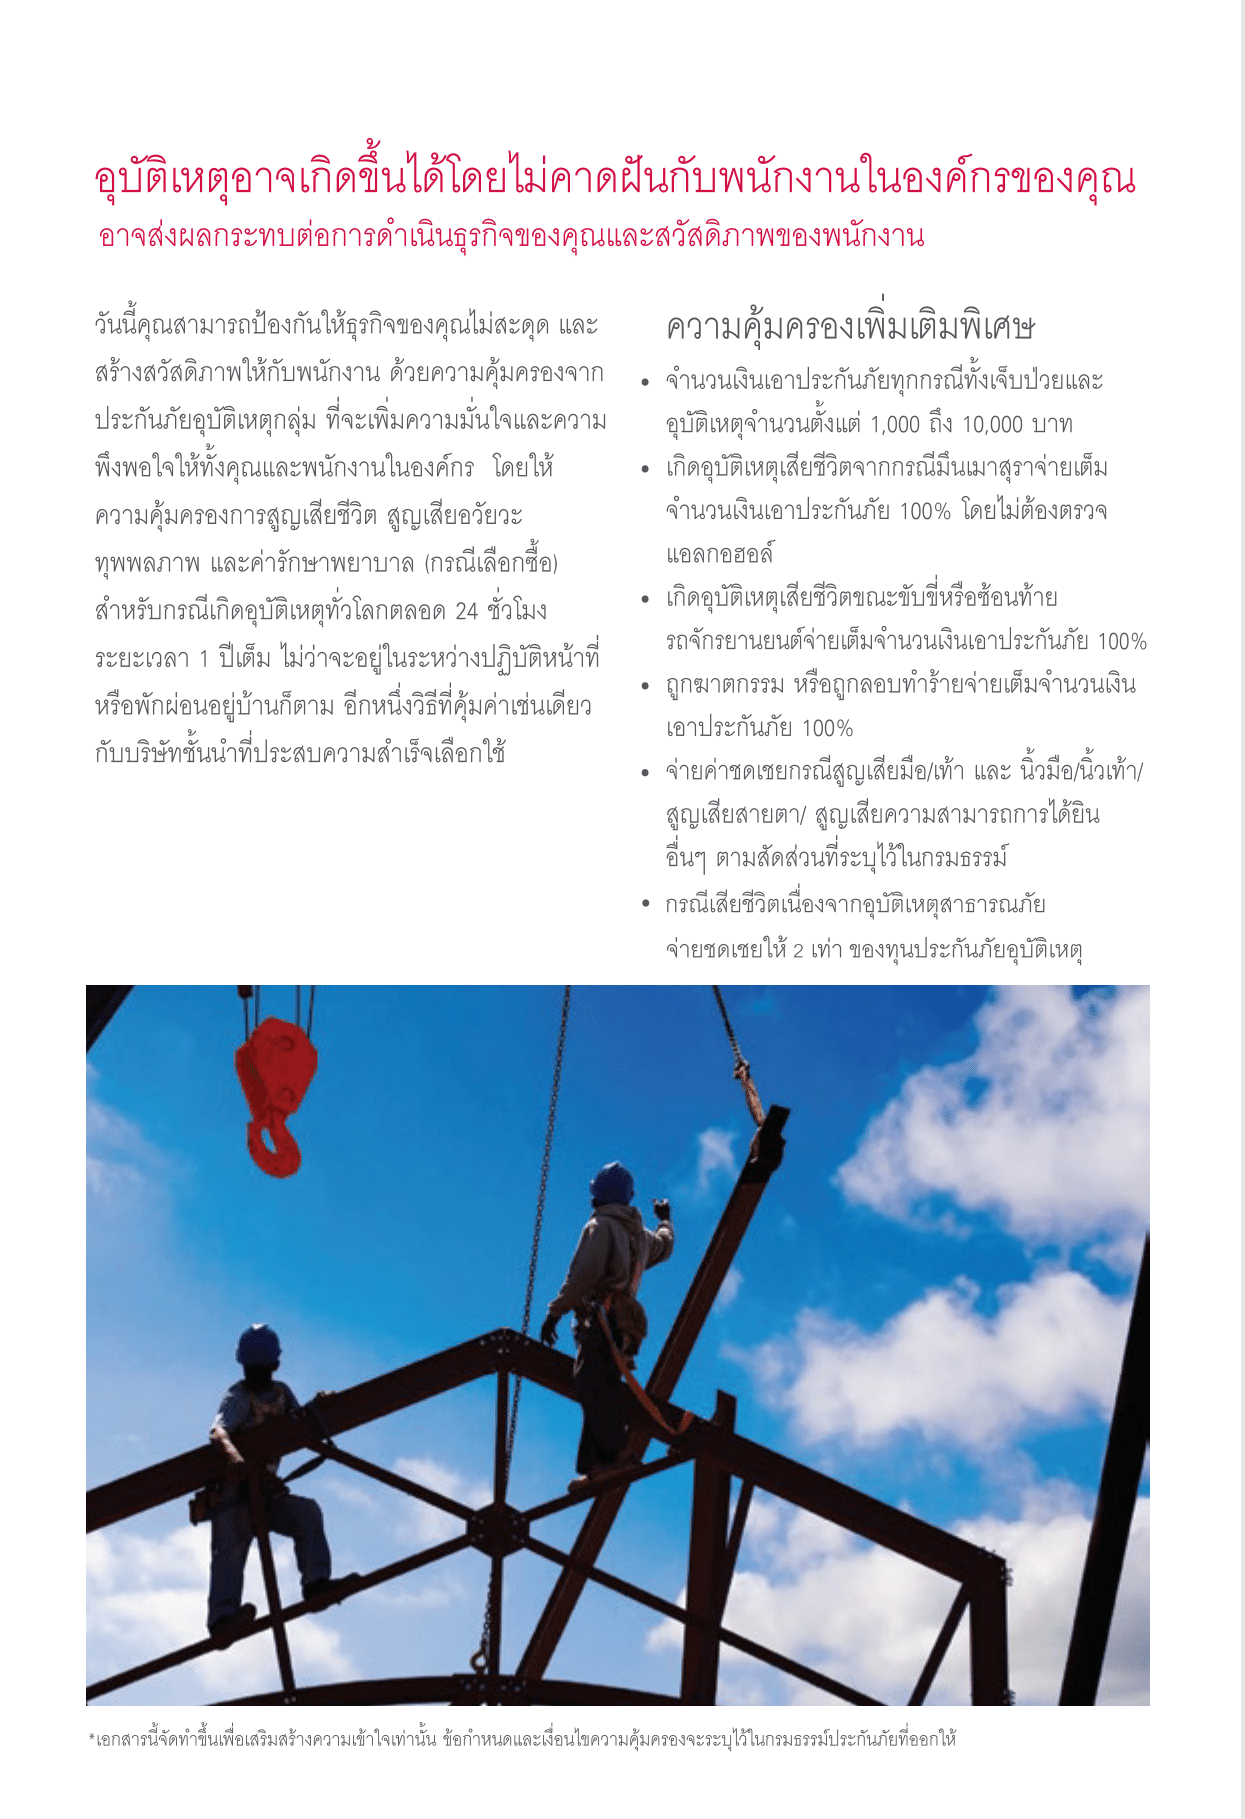 อุบัติเหตุอาจเกิดขึ้นได้โดยไม่คาดฝันกับพนักงานในองค์กรของคุณ
อาจส่งผลกระทบต่อการดำเนินธุรกิจของคุณและสวัสดิภาพของพนักงาน
วันนี้คุณสามารถป้องกันให้ธุรกิจของคุณไม่สะดุด และ
สร้างสวัสดิภาพให้กับพนักงาน ด้วยความคุ้มครองจาก
ประกันภัยอุบัติเหตุกลุ่ม ที่จะเพิ่มความมั่นใจและความ
พึงพอใจให้ทั้งคุณและพนักงานในองค์กร โดยให้
ความคุ้มครองการสูญเสียชีวิต สูญเสียอวัยวะ
ทุพพลภาพ และค่ารักษาพยาบาล (กรณีเลือกซื้อ)
สำหรับกรณีเกิดอุบัติเหตุทั่วโลกตลอด 24 ชั่วโมง
ระยะเวลา 1 ปีเต็ม ไม่ว่าจะอยู่ในระหว่างปฏิบัติหน้าที่
หรือพักผ่อนอยู่บ้านก็ตาม อีกหนึ่งวิธีที่คุ้มค่าเช่นเดียว
กับบริษัทชั้นนำที่ประสบความสำเร็จเลือกใช้
ความคุ้มครองเพิ่มเติมพิเศษ
• จำนวนเงินเอาประกันภัยทุกกรณีทั้งเจ็บป่วยและ
อุบัติเหตุจำนวนตั้งแต่ 1,000 ถึง 10,000 บาท
• เกิดอุบัติเหตุเสียชีวิตจากกรณีมึนเมาสุราจ่ายเต็ม
จำนวนเงินเอาประกันภัย 100% โดยไม่ต้องตรวจ
แอลกอฮอล์
• เกิดอุบัติเหตุเสียชีวิตขณะขับขี่หรือซ้อนท้าย
รถจักรยานยนต์จ่ายเต็มจำนวนเงินเอาประกันภัย 100%
• ถูกฆาตกรรม หรือถูกลอบทำร้ายจ่ายเต็มจำนวนเงิน
เอาประกันภัย 100%
• จ่ายค่าชดเชยกรณีสูญเสียมือ/เท้า และ นิ้วมือ/นิ้วเท้า/
สูญเสียสายตา/ สูญเสียความสามารถการได้ยิน
อื่นๆ ตามสัดส่วนที่ระบุไว้ในกรมธรรม์
• กรณีเสียชีวิตเนื่องจากอุบัติเหตุสาธารณภัย
จ่ายชดเชยให้ 2 เท่า ของทุนประกันภัยอุบัติเหตุ
*เอกสารนี้จัดทำขึ้นเพื่อเสริมสร้างความเข้าใจเท่านั้น ข้อกำหนดและเงื่อนไขความคุ้มครองจะระบุไว้ในกรมธรรม์ประกันภัยที่ออกให้